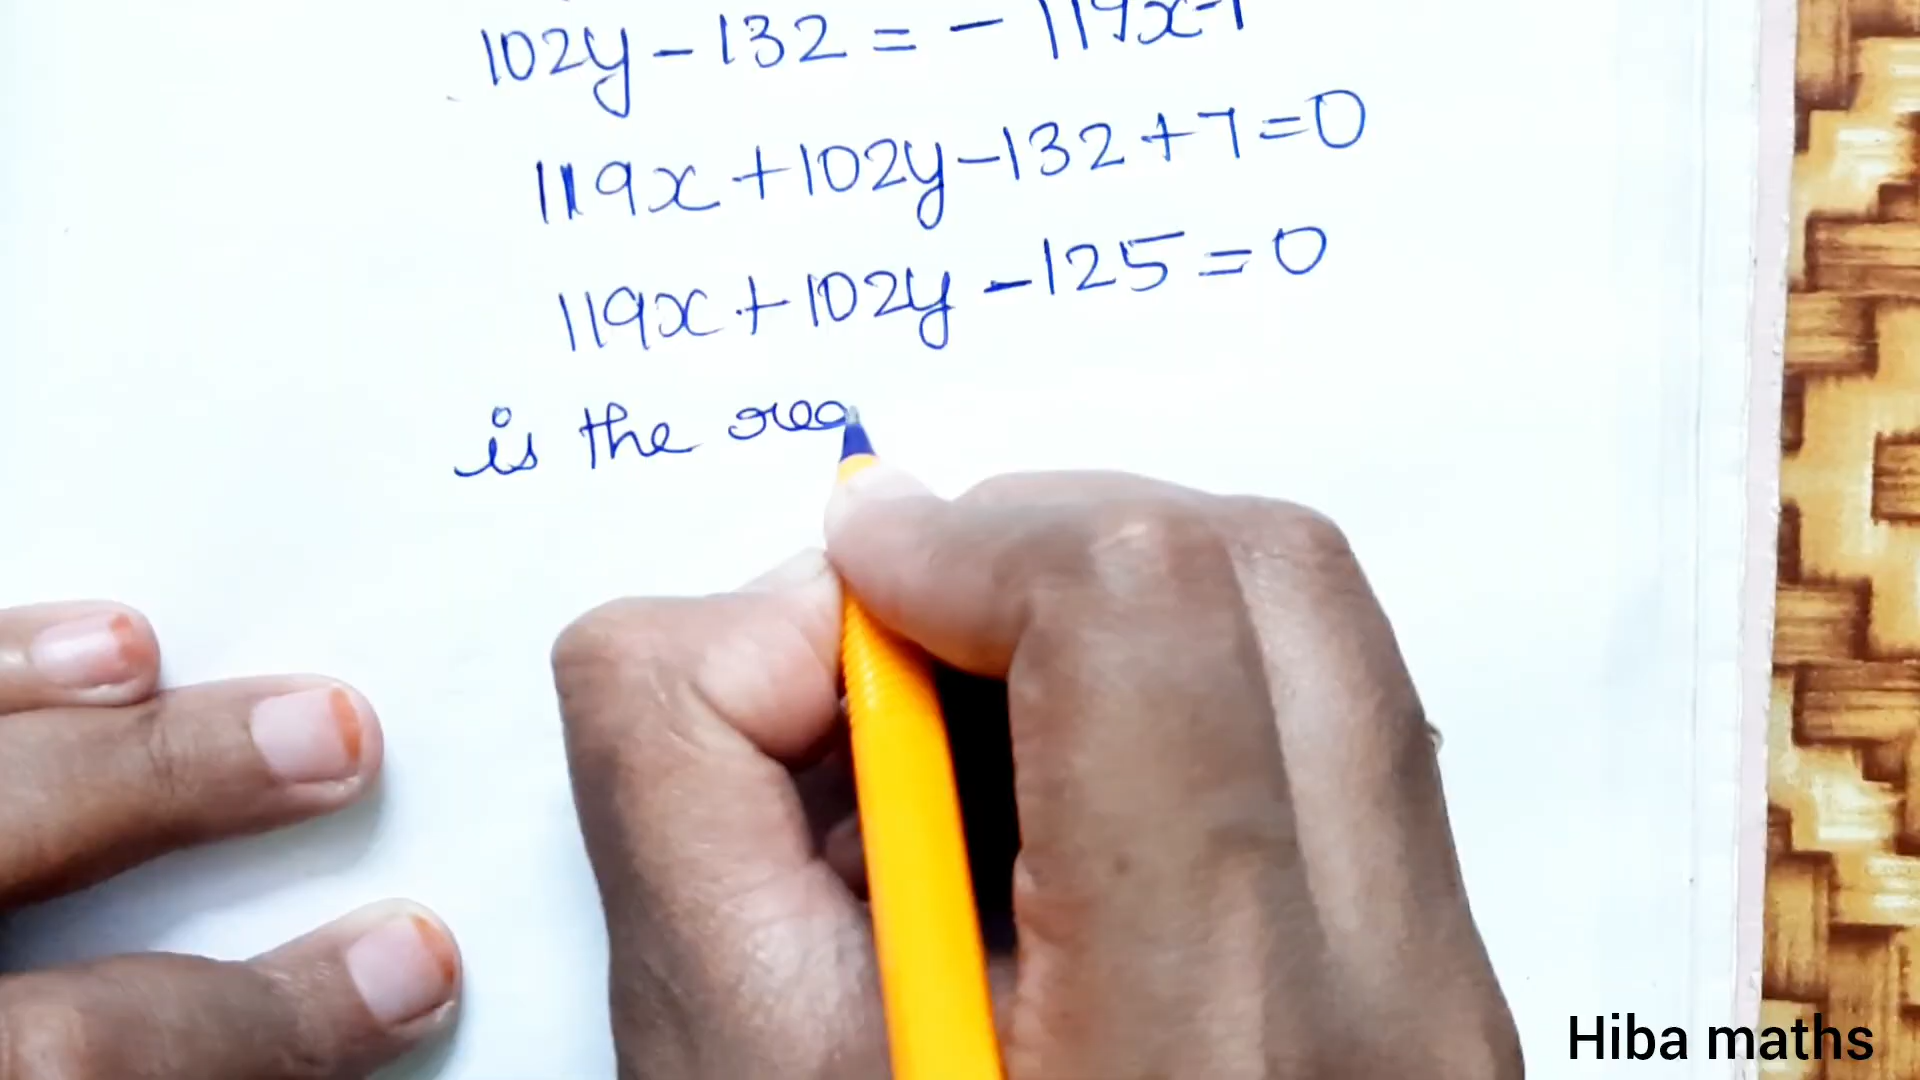 102y - 132 = - 119x - 7
119x + 102y - 132 + 7 = 0
119x + 102y - 125 = 0
is the
Hiba maths